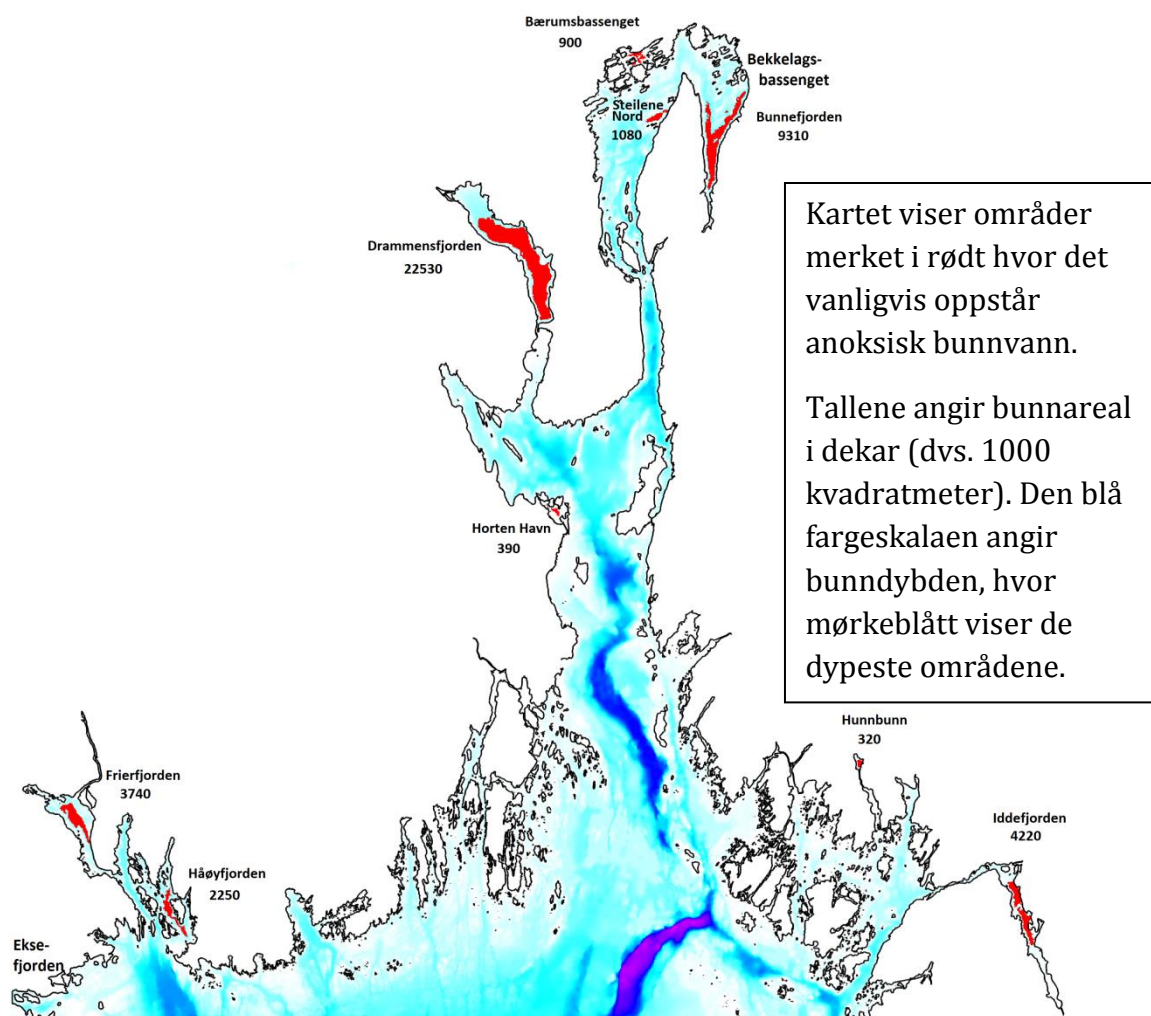 Bærumsbassenget
900
Bekkelags-
bassenget
Steilene
Nord
1080
Bunnefjorden
9310
Drammensfjorden
22530
Kartet viser områder
merket i rødt hvor det
vanligvis oppstår
anoksisk bunnvann.
Tallene angir bunnareal
i dekar (dvs. 1000
kvadratmeter). Den blå
fargeskalaen angir
bunndybden, hvor
mørkeblått viser de
dypeste områdene.
Horten Havn
390
Hunnbunn
320
Frierfjorden
3740
Iddefjorden
4220
Håøyfjorden
2250
Ekse-
fjorden